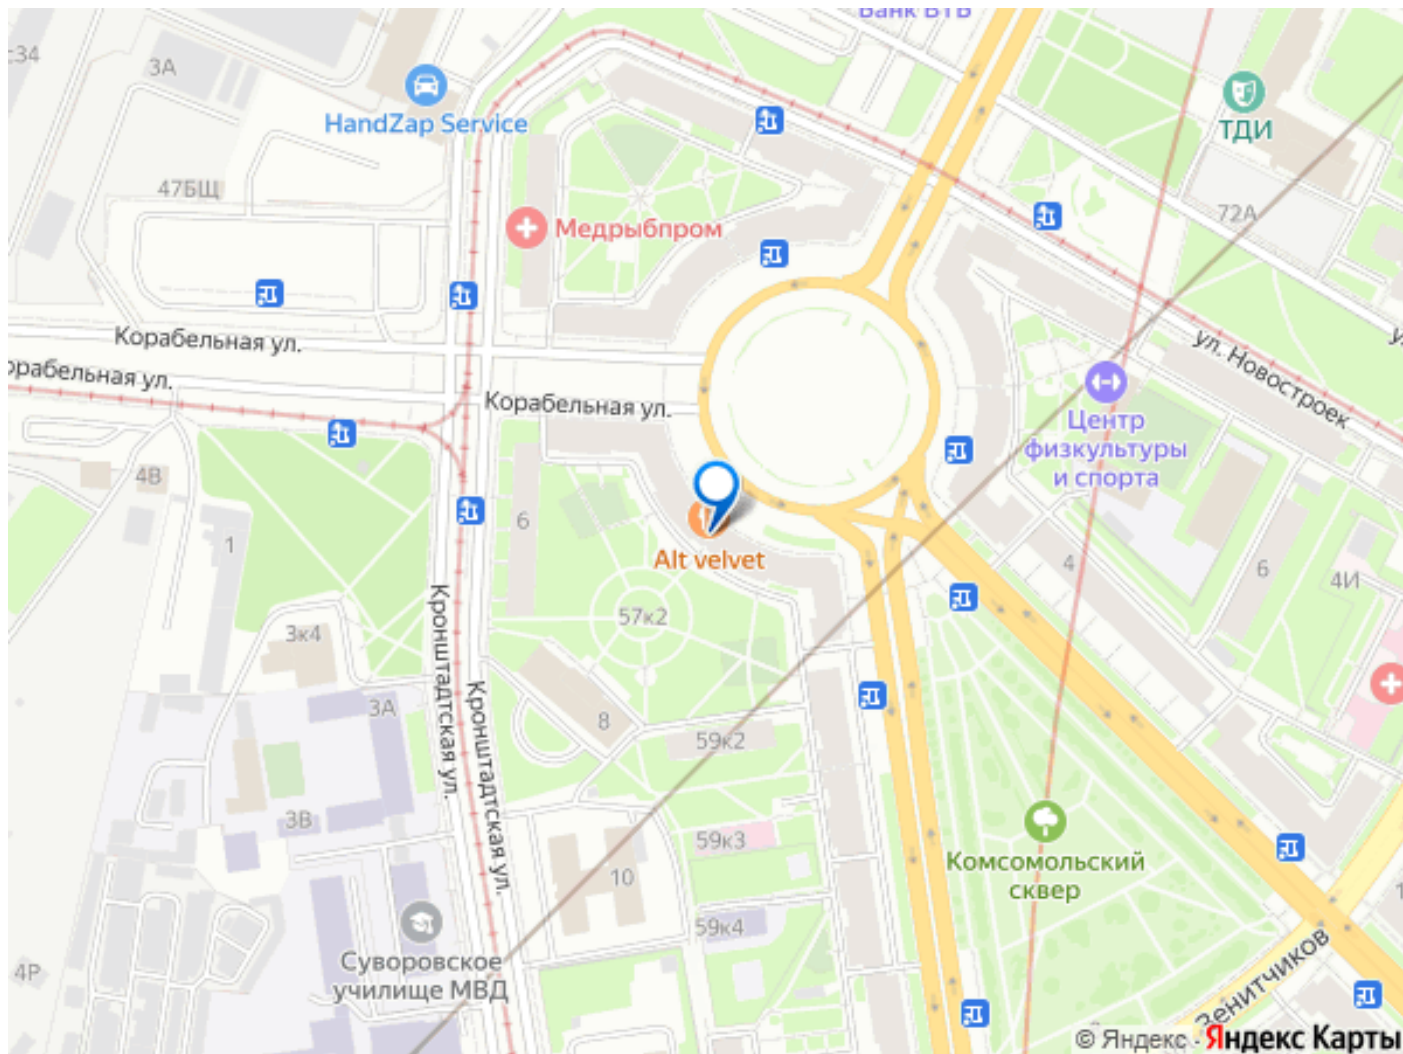 Банк ВТБ
с34
3А
HandZap Service
ТДИ
47БЩ
72А
Медрыбпром
Корабельная ул.
ул. Новостроек
орабельная ул.
Корабельная ул.
Центр
физкультуры
и спорта
4В
6
1
Alt velvet
4
6
4И
57к2
3к4
Кронштадтская ул.
Кронштадтская ул.
3А
8
59к2
3В
59к3
Комсомольский
сквер
10
59к4
Суворовское
училище МВД
4Р
Зенитчиков
© Яндекс - Яндекс Карты